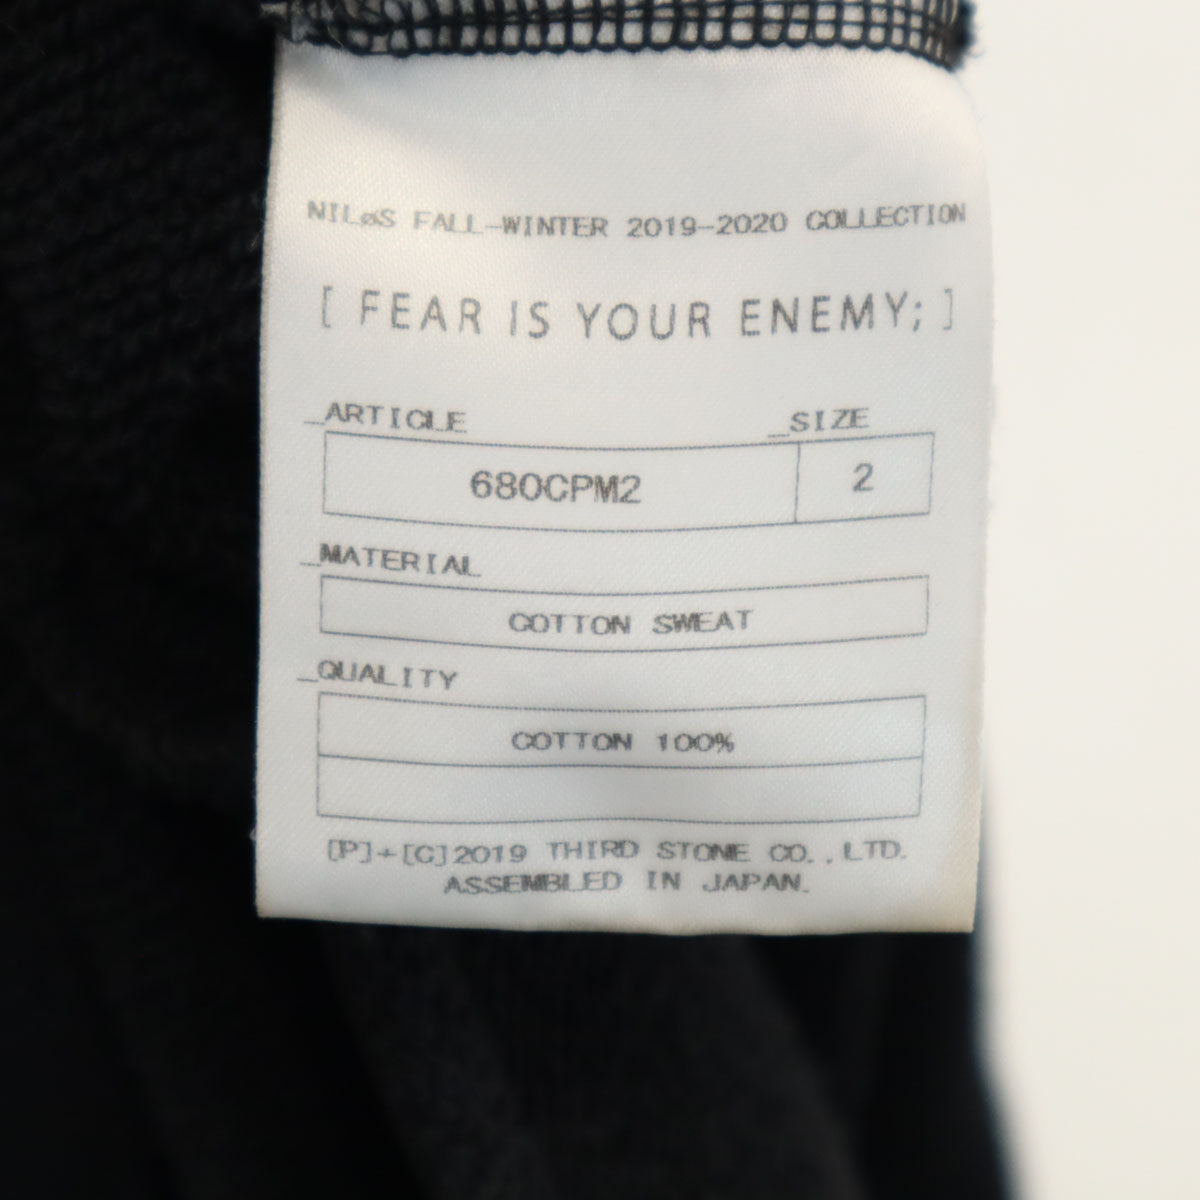 NILøS FALL-WINTER 2019-2020 COLLECTION
[ FEAR IS YOUR ENEMY; ]
_ARTICLE _SIZE
680CPM2 2
_MATERIAL
COTTON SWEAT
_QUALITY
COTTON 100%
[P]+[C]2019 THIRD STONE CO.,LTD.
ASSEMBLED IN JAPAN.